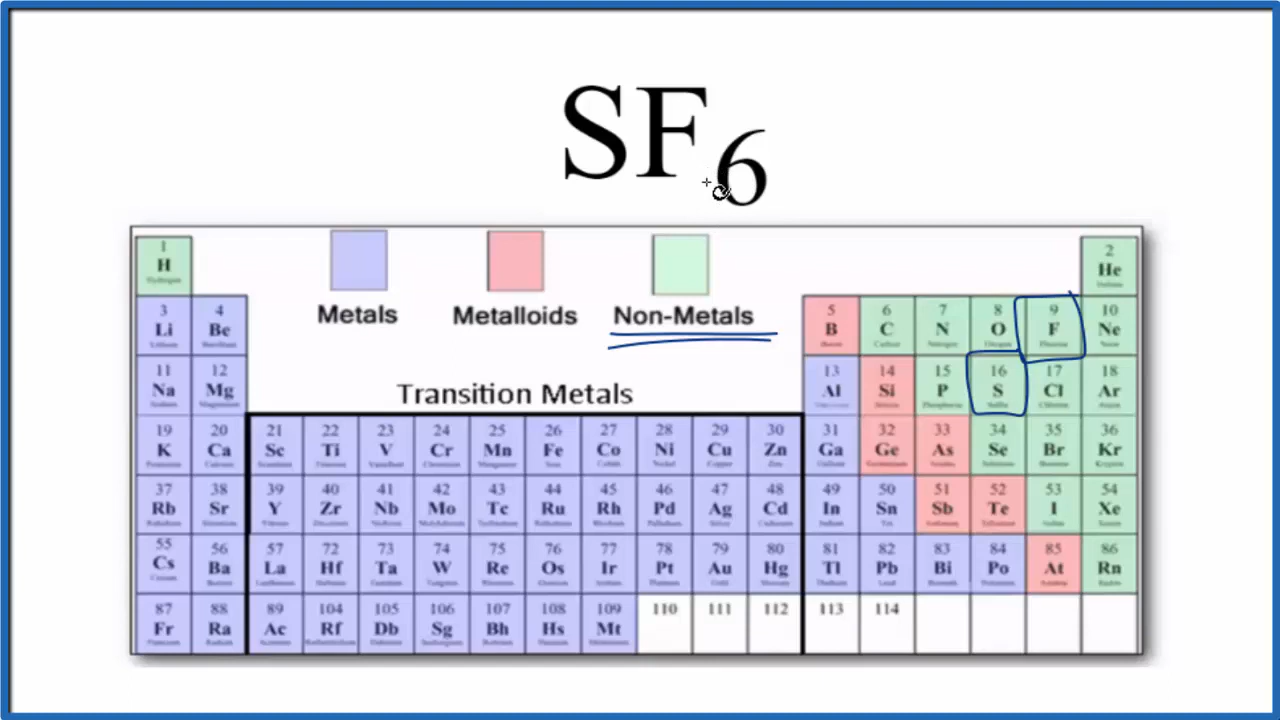 SF6
1 2
H He
Metals Metalloids Non-Metals
3 4 5 6 7 8 9 10
Li Be B C N O F Ne
11 12 13 14 15 16 17 18
Na Mg Al Si P S Cl Ar
Transition Metals
19 20 21 22 23 24 25 26 27 28 29 30 31 32 33 34 35 36
K Ca Sc Ti V Cr Mn Fe Co Ni Cu Zn Ga Ge As Se Br Kr
37 38 39 40 41 42 43 44 45 46 47 48 49 50 51 52 53 54
Rb Sr Y Zr Nb Mo Tc Ru Rh Pd Ag Cd In Sn Sb Te I Xe
55 56 57 72 73 74 75 76 77 78 79 80 81 82 83 84 85 86
Cs Ba La Hf Ta W Re Os Ir Pt Au Hg Tl Pb Bi Po At Rn
87 88 89 104 105 106 107 108 109 110 111 112 113 114
Fr Ra Ac Rf Db Sg Bh Hs Mt